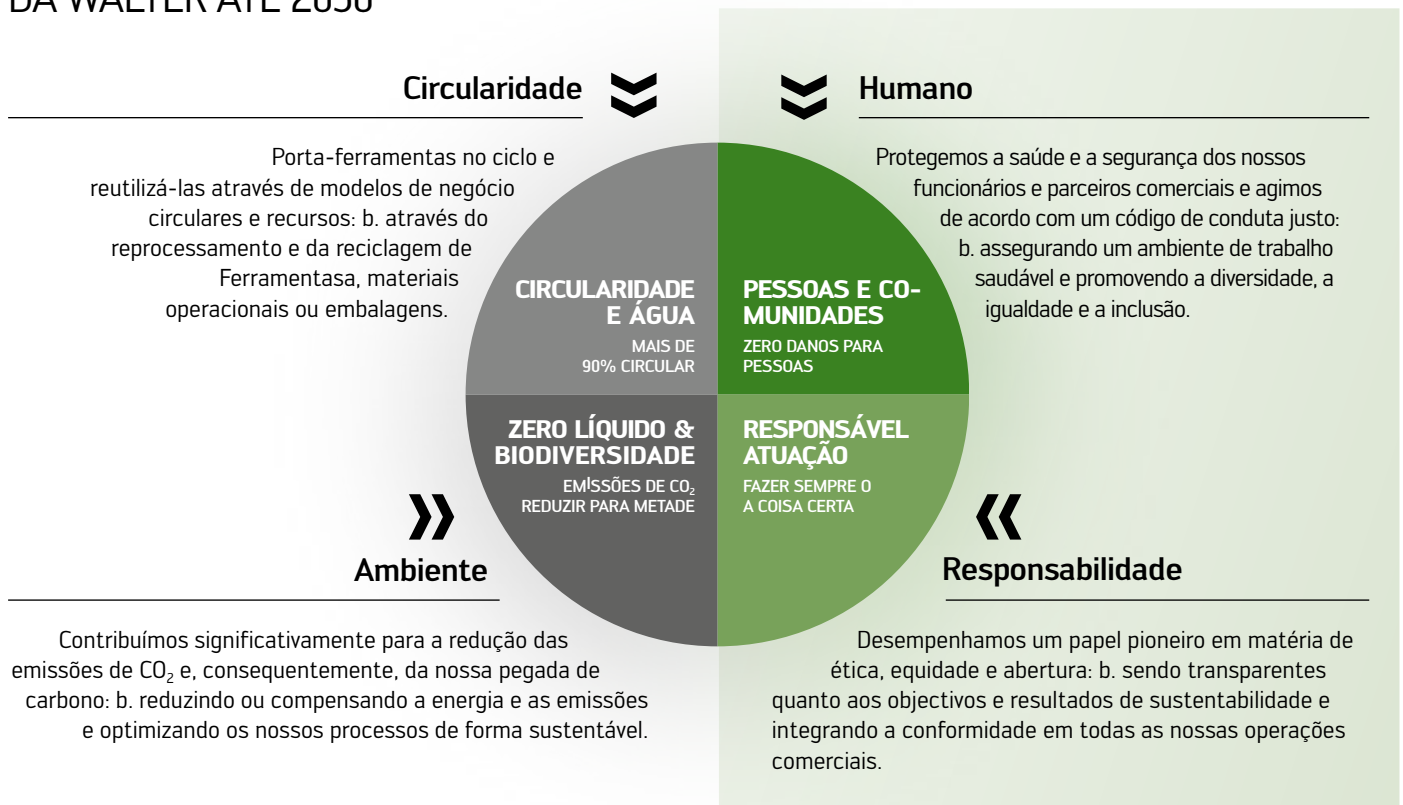 DA WALTER ATÉ 2030
Circularidade
Porta-ferramentas no ciclo e
reutilizá-las através de modelos de negócio
circulares e recursos: b. através do
reprocessamento e da reciclagem de
Ferramentasa, materiais
operacionais ou embalagens.
Humano
Protegemos a saúde e a segurança dos nossos
funcionários e parceiros comerciais e agimos
de acordo com um código de conduta justo:
b. assegurando um ambiente de trabalho
saudável e promovendo a diversidade, a
igualdade e a inclusão.
CIRCULARIDADE
E ÁGUA
MAIS DE
90% CIRCULAR
PESSOAS E CO-
MUNIDADES
ZERO DANOS PARA
PESSOAS
ZERO LÍQUIDO &
BIODIVERSIDADE
EMISSÕES DE CO₂
REDUZIR PARA METADE
RESPONSÁVEL
ATUAÇÃO
FAZER SEMPRE O
A COISA CERTA
Ambiente
Contribuímos significativamente para a redução das
emissões de CO₂ e, consequentemente, da nossa pegada de
carbono: b. reduzindo ou compensando a energia e as emissões
e optimizando os nossos processos de forma sustentável.
Responsabilidade
Desempenhamos um papel pioneiro em matéria de
ética, equidade e abertura: b. sendo transparentes
quanto aos objectivos e resultados de sustentabilidade e
integrando a conformidade em todas as nossas operações
comerciais.